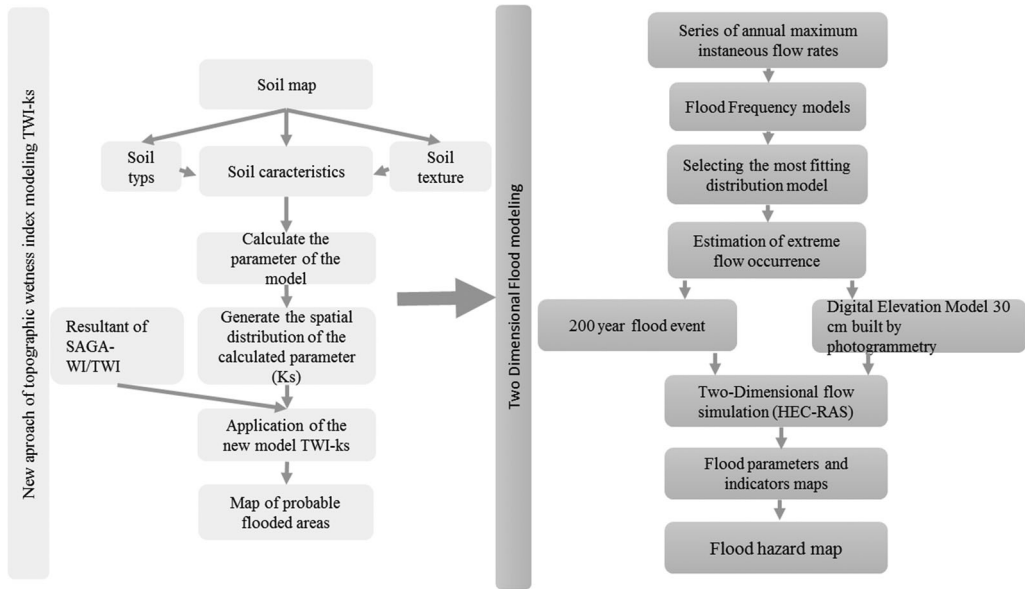 New aproach of topographic wetness index modeling TWI-ks
Soil map
Soil
typs
Soil caracteristics
Soil
texture
Calculate the
parameter of the
model
Resultant of
SAGA-
WI/TWI
Generate the spatial
distribution of the
calculated parameter
(Ks)
Application of
the new model TWI-ks
Map of probable
flooded areas
Two Dimensional Flood modeling
Series of annual maximum
instaneous flow rates
Flood Frequency models
Selecting the most fitting
distribution model
Estimation of extreme
flow occurrence
200 year flood event
Digital Elevation Model 30
cm built by
photogrammetry
Two-Dimensional flow
simulation (HEC-RAS)
Flood parameters and
indicators maps
Flood hazard map